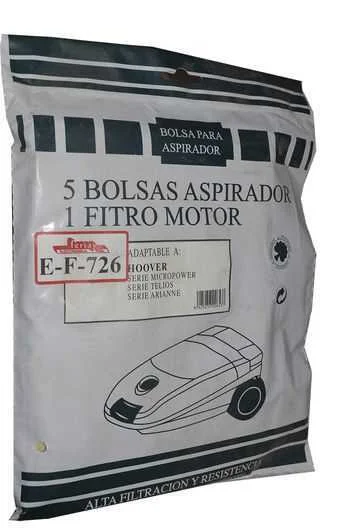 BOLSA PARA
ASPIRADOR
5 BOLSAS ASPIRADOR
1 FITRO MOTOR
E-F-726
ADAPTABLE A:
HOOVER
SERIE MICROPOWER
SERIE TELIOS
SERIE ARIANNE
ALTA FILTRACION Y RESISTENCIA